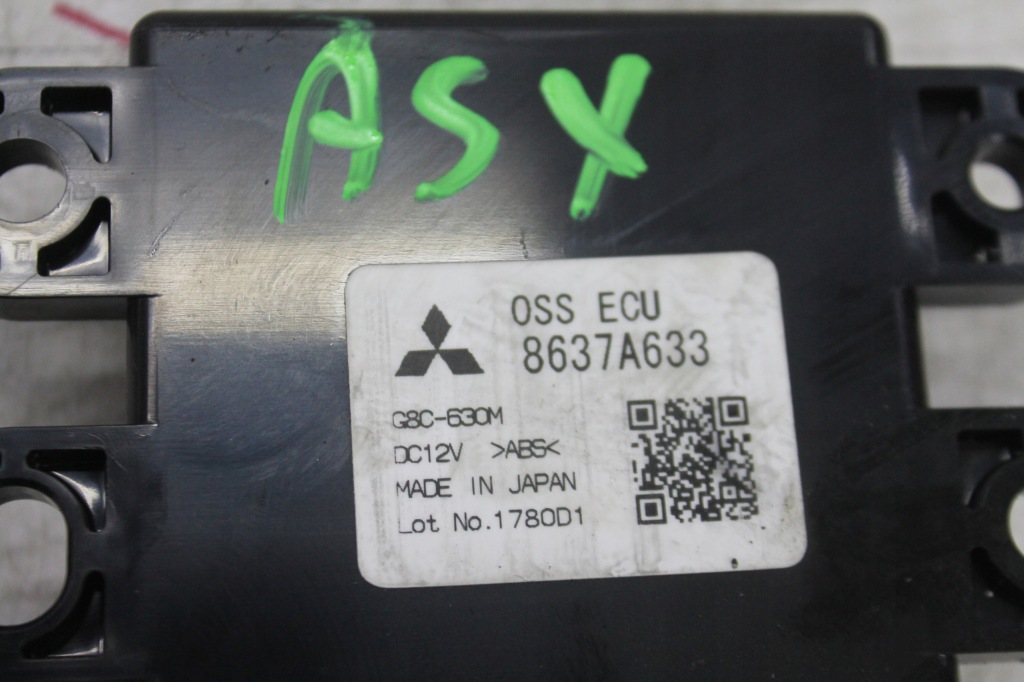 ASX
OSS ECU
8637A633
G8C-630M
DC12V >ABS<
MADE IN JAPAN
Lot No.1780D1